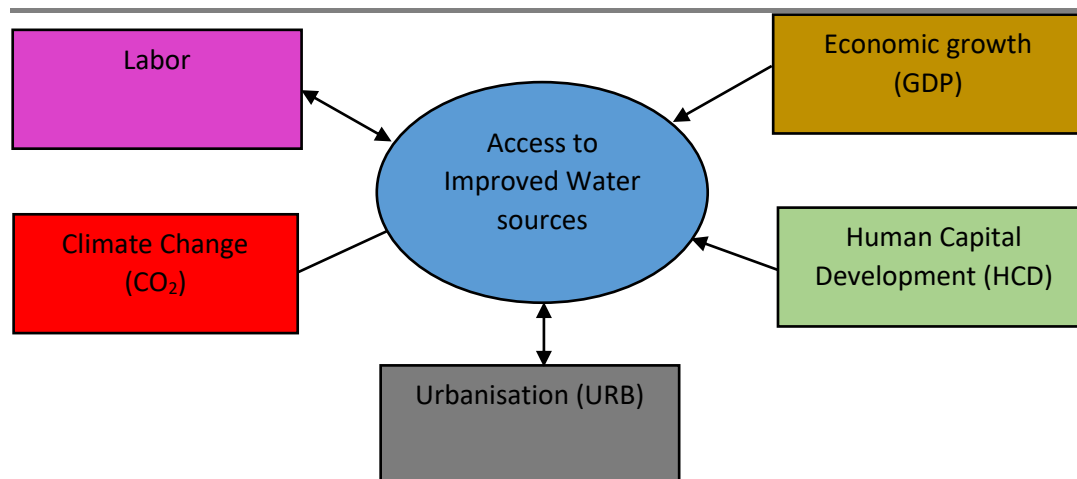 Labor
Economic growth
(GDP)
Access to
Improved Water
sources
Climate Change
(CO₂)
Human Capital
Development (HCD)
Urbanisation (URB)